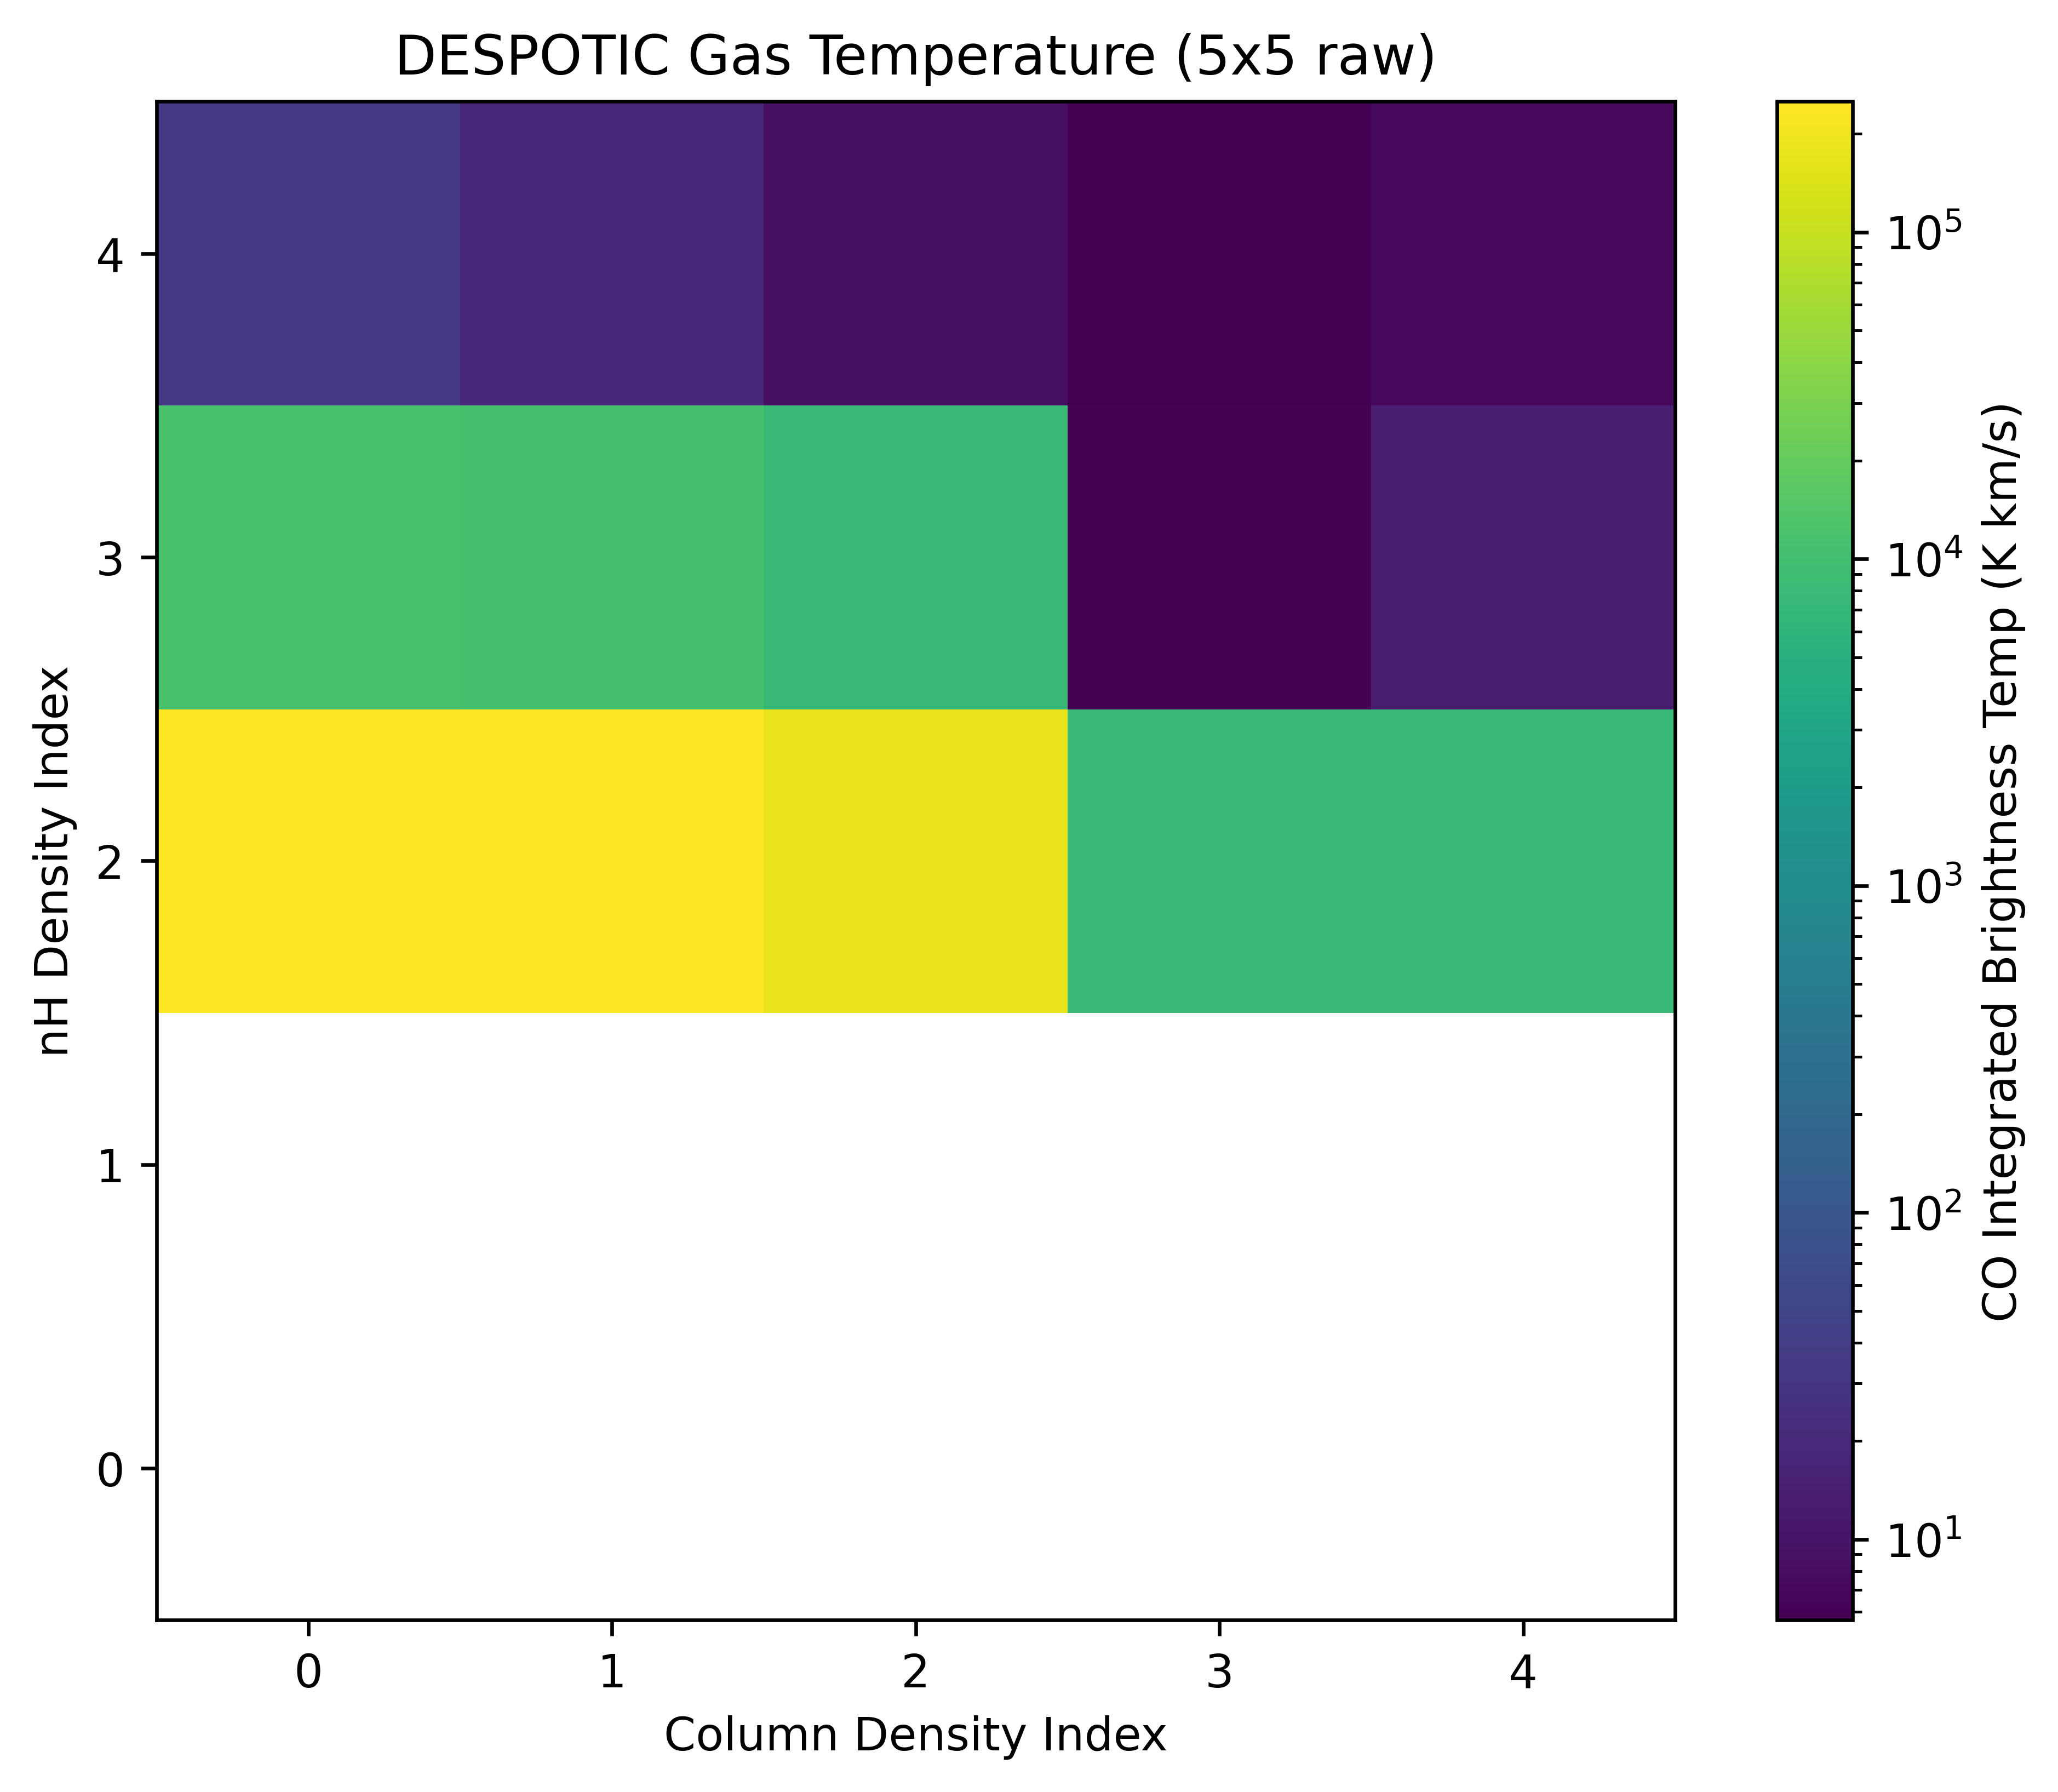 DESPOTIC Gas Temperature (5x5 raw)
nH Density Index
4
3
2
1
0
0 1 2 3 4
Column Density Index
10^5
10^4
10^3
10^2
10^1
CO Integrated Brightness Temp (K km/s)